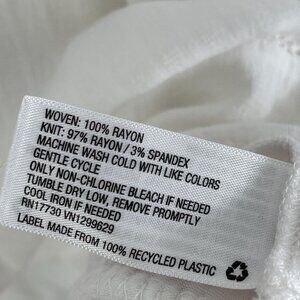 WOVEN: 100% RAYON
KNIT: 97% RAYON / 3% SPANDEX
MACHINE WASH COLD WITH LIKE COLORS
GENTLE CYCLE
ONLY NON-CHLORINE BLEACH IF NEEDED
TUMBLE DRY LOW, REMOVE PROMPTLY
COOL IRON IF NEEDED
RN17730 VN1299629
LABEL MADE FROM 100% RECYCLED PLASTIC